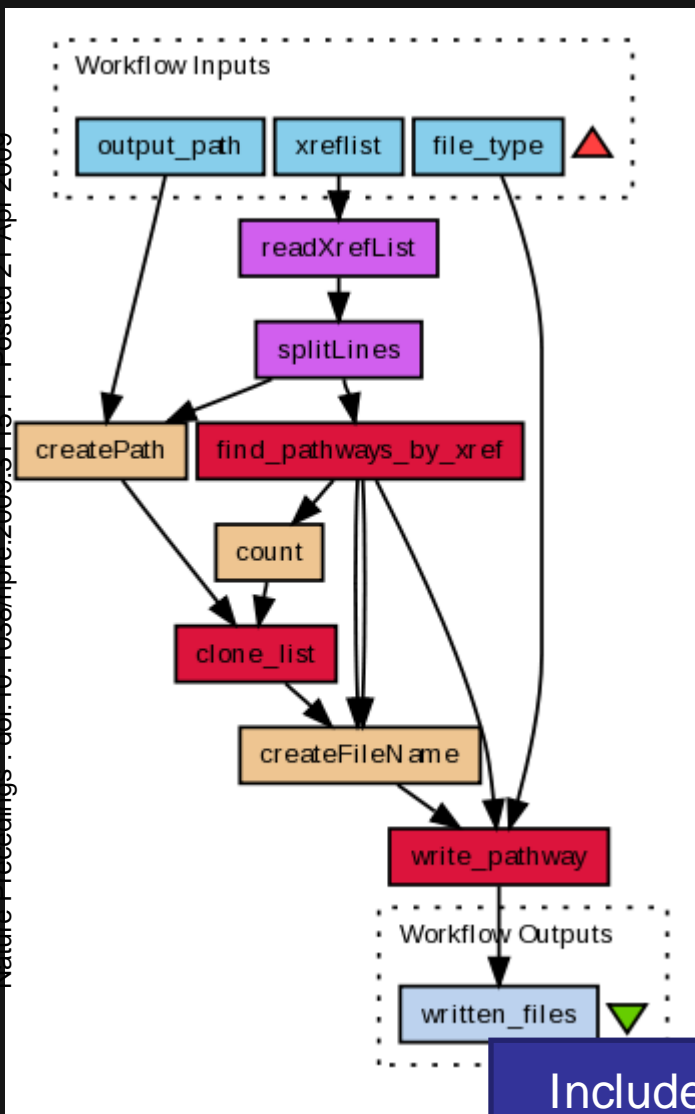 Workflow Inputs
output_path
xreflist
file_type
readXrefList
splitLines
createPath
find_pathways_by_xref
count
clone_list
createFileName
write_pathway
Workflow Outputs
written_files
Include